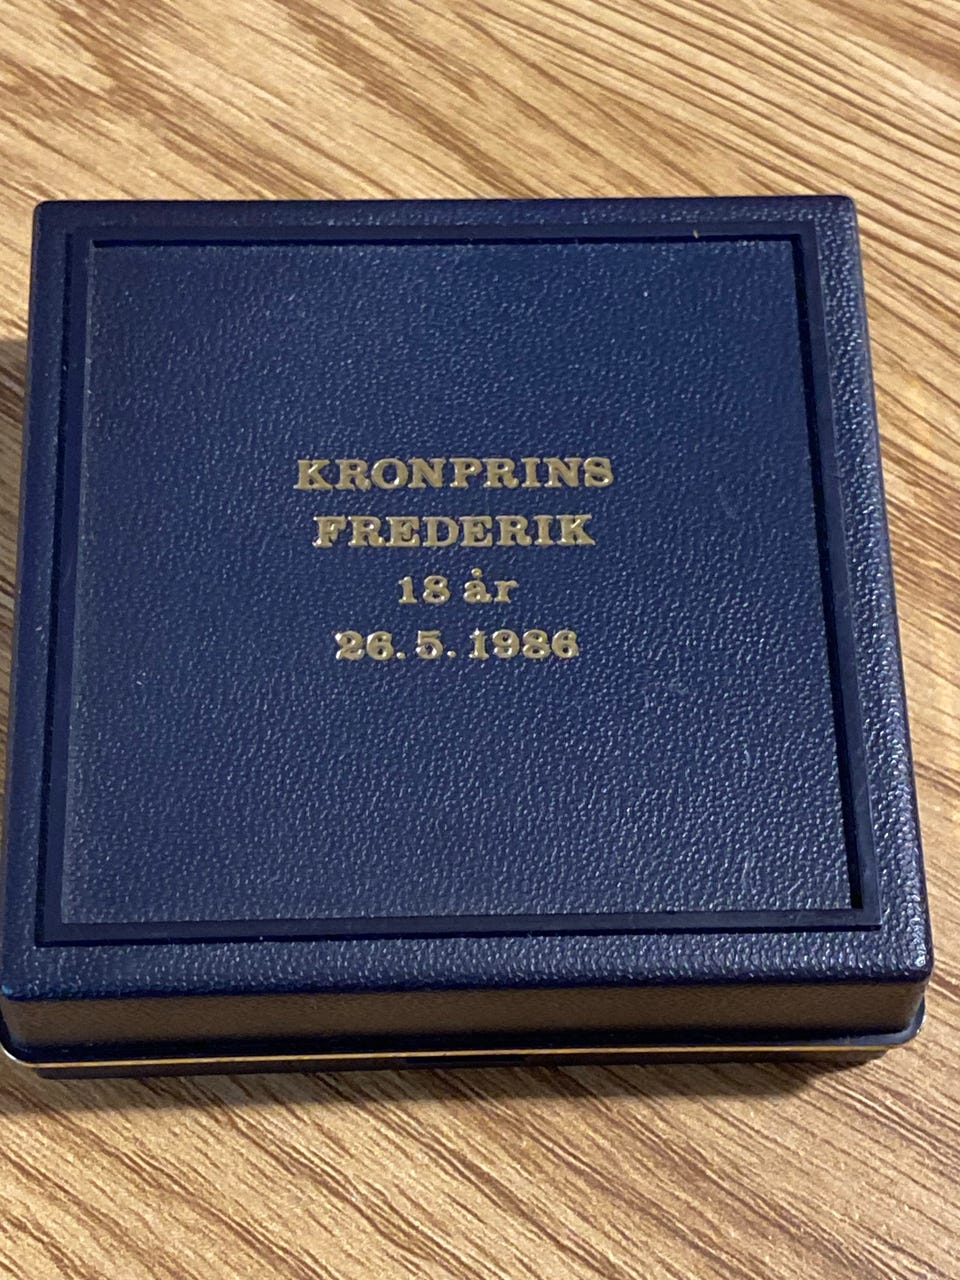 KRONPRINS
FREDERIK
18 år
26.5.1986